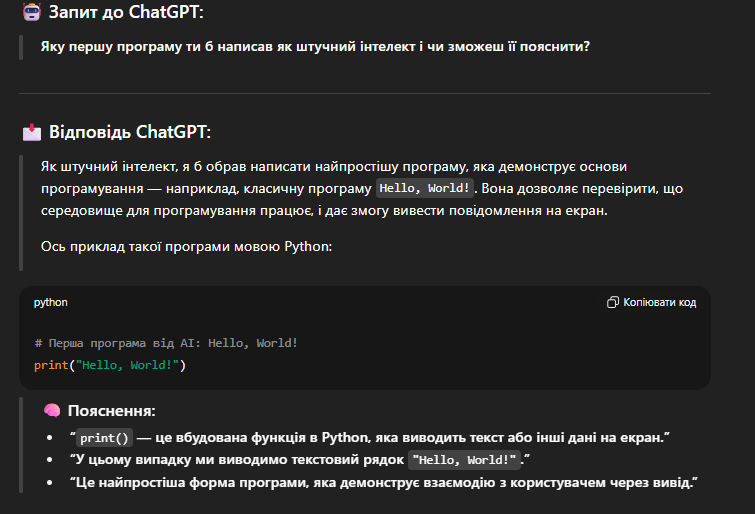 Запит до ChatGPT:
Яку першу програму ти б написав як штучний інтелект і чи зможеш її пояснити?
Відповідь ChatGPT:
Як штучний інтелект, я б обрав написати найпростішу програму, яка демонструє основи
програмування — наприклад, класичну програму Hello, World!. Вона дозволяє перевірити, що
середовище для програмування працює, і дає змогу вивести повідомлення на екран.
Ось приклад такої програми мовою Python:
python
Копіювати код
# Перша програма від AI: Hello, World!
print("Hello, World!")
Пояснення:
• “print() — це вбудована функція в Python, яка виводить текст або інші дані на екран.”
• “У цьому випадку ми виводимо текстовий рядок "Hello, World!".”
• “Це найпростіша форма програми, яка демонструє взаємодію з користувачем через вивід.”